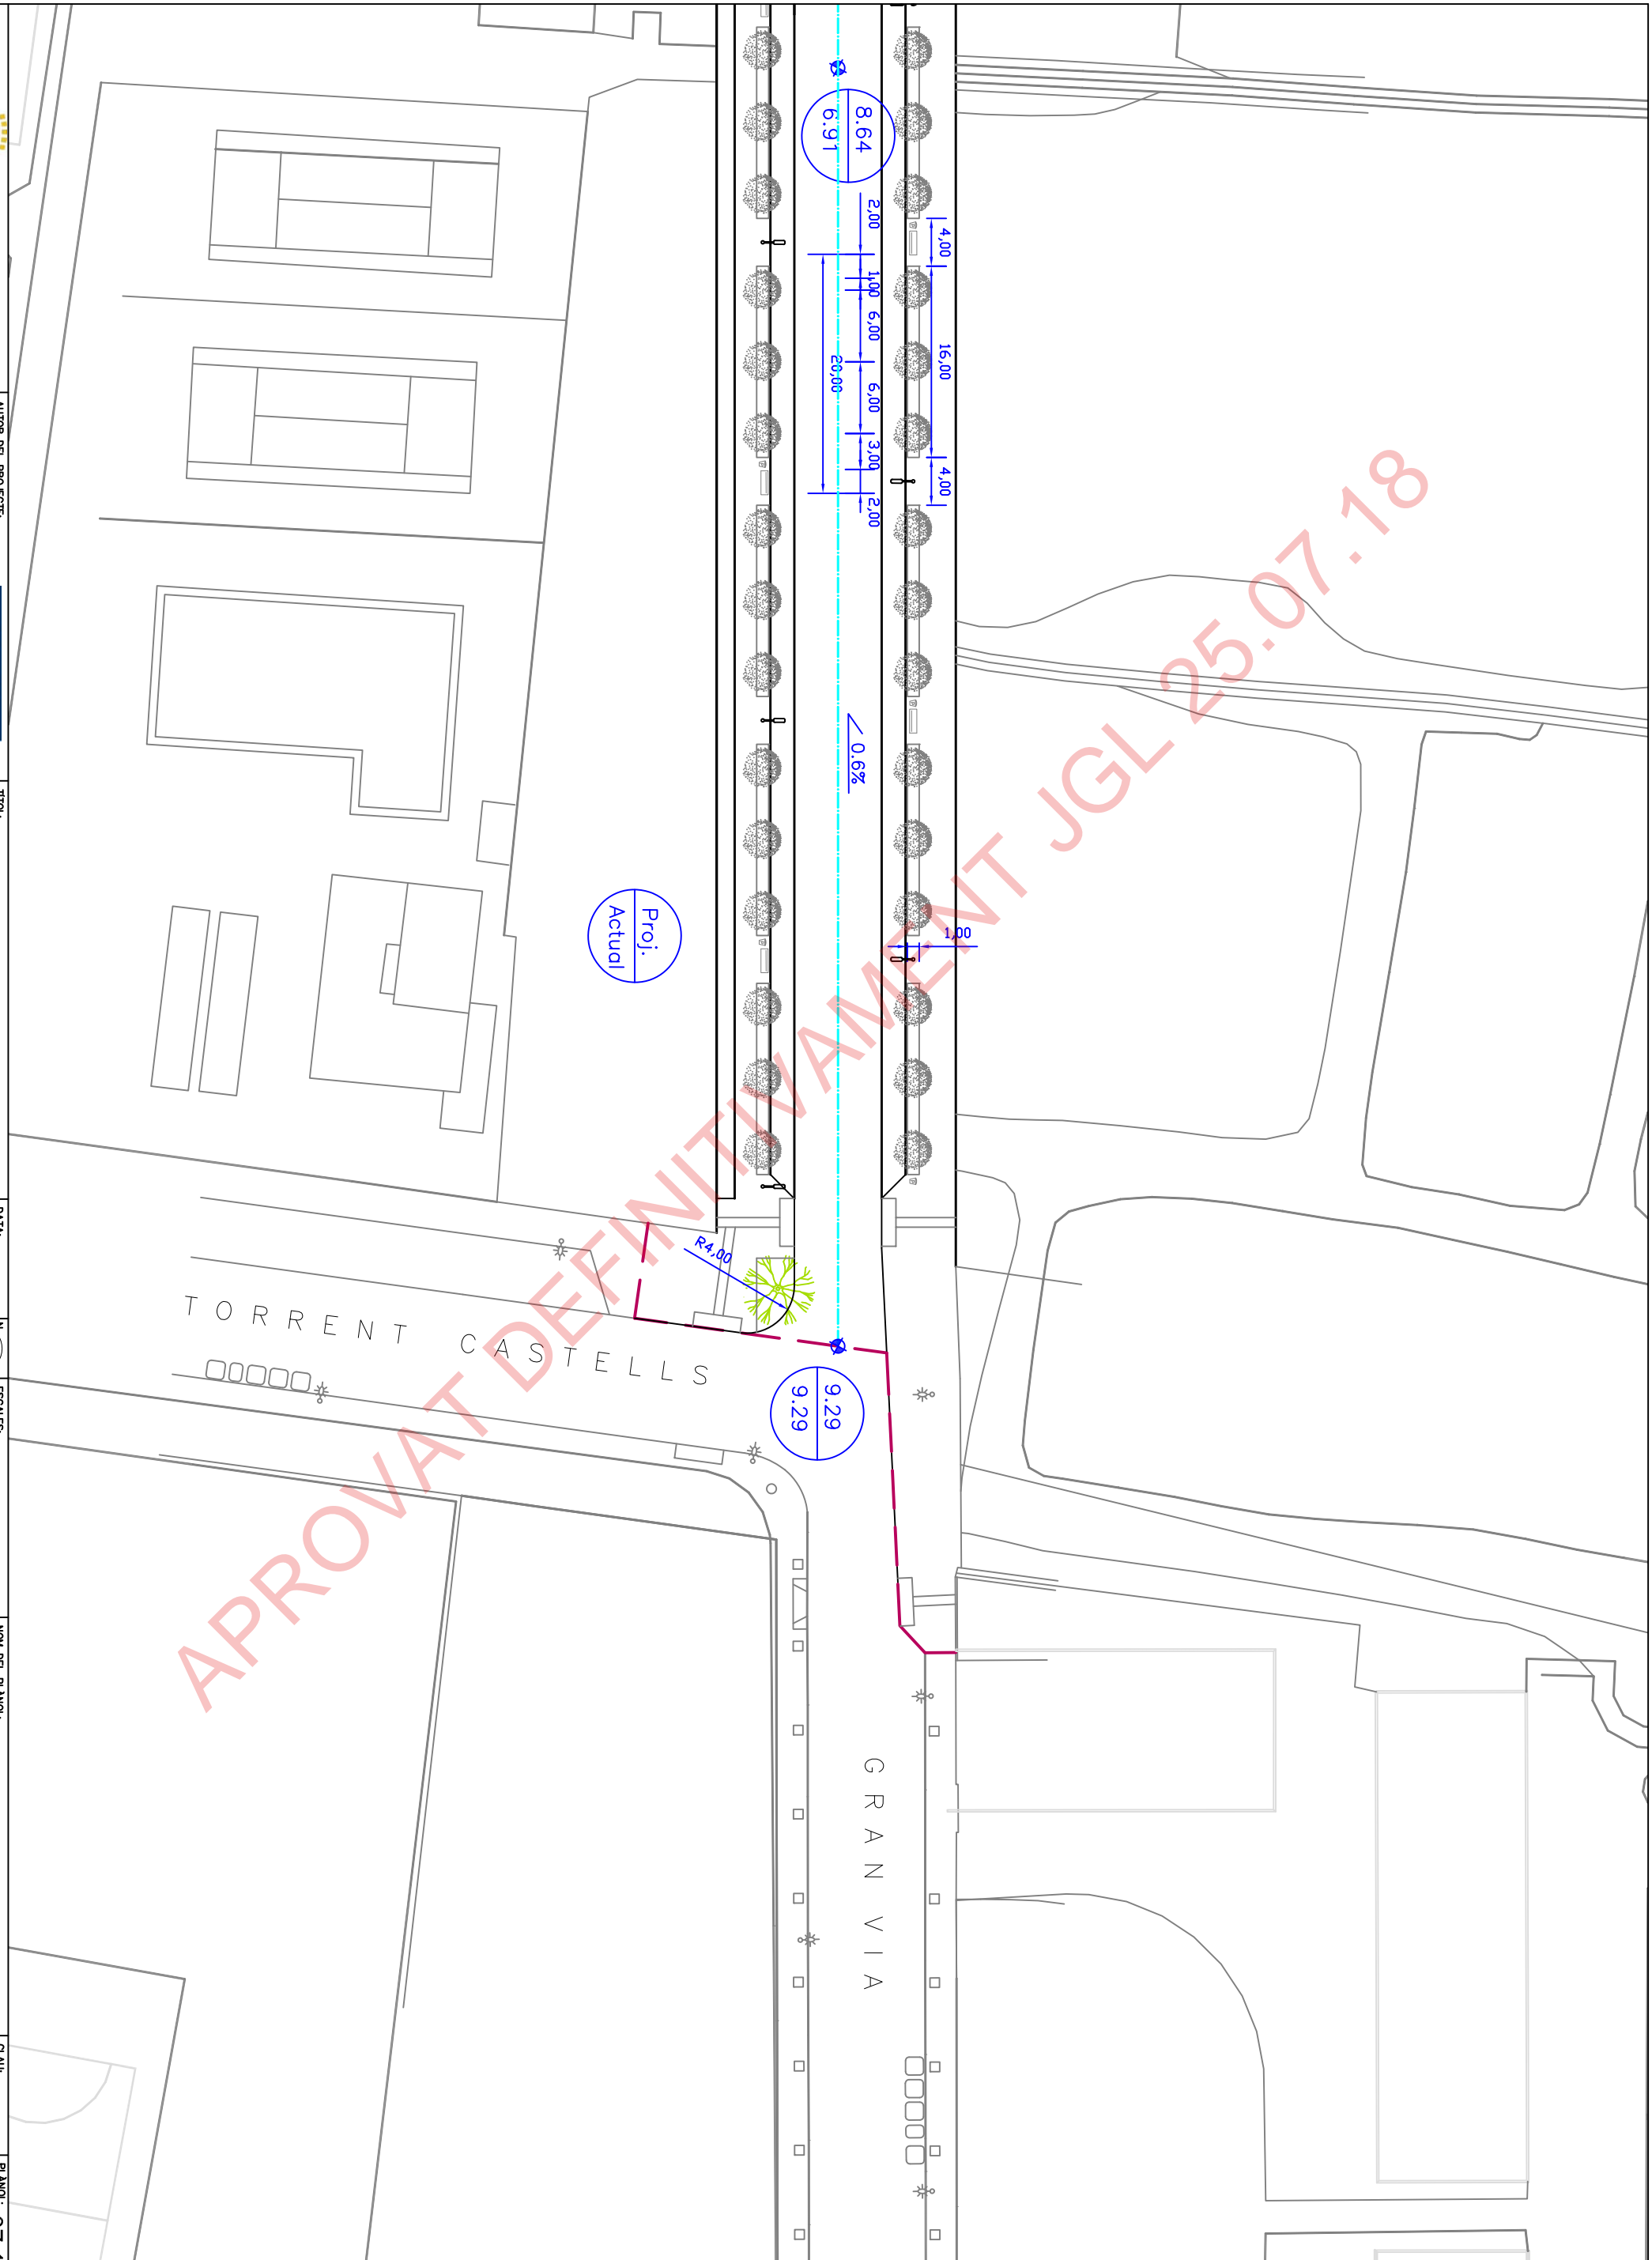 8.64
6.91
2,00
1,00
6,00
6,00
3,00
2,00
20,00
4,00
16,00
4,00
0.6%
1,00
Proj.
Actual
R4,00
9.29
9.29
TORRENT CASTELLS
GRAN VIA
APROVAT DEFINITIVAMENT JGL 25.07.18